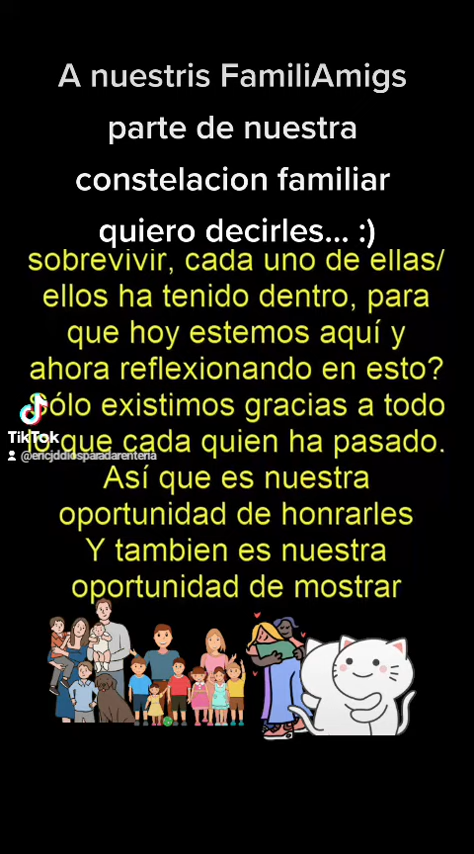 A nuestris FamiliAmigs
parte de nuestra
constelacion familiar
quiero decirles... :)
sobrevivir, cada uno de ellas/
ellos ha tenido dentro, para
que hoy estemos aquí y
ahora reflexionando en esto?
Sólo existimos gracias a todo
lo que cada quien ha pasado.
TikTok
@ericjddiosparadarenteria
Así que es nuestra
oportunidad de honrarles
Y tambien es nuestra
oportunidad de mostrar